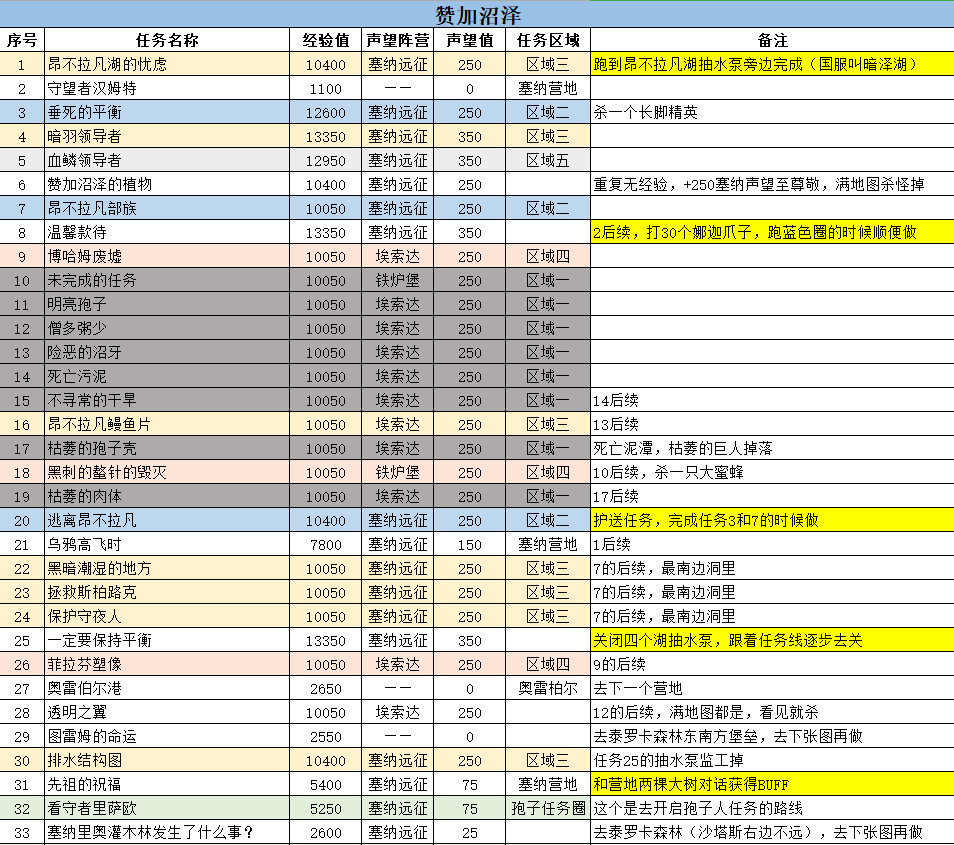 赞加沼泽
序号 任务名称 经验值 声望阵营 声望值 任务区域 备注
1 昂不拉凡湖的忧虑 10400 塞纳远征 250 区域三 跑到昂不拉凡湖抽水泵旁边完成（国服叫暗泽湖）
2 守望者汉姆特 1100 一一 0 塞纳营地
3 垂死的平衡 12600 塞纳远征 250 区域二 杀一个长脚精英
4 暗羽领导者 13350 塞纳远征 350 区域三
5 血鳞领导者 12950 塞纳远征 350 区域五
6 赞加沼泽的植物 10400 塞纳远征 250 重复无经验，+250塞纳声望至尊敬，满地图杀怪掉
7 昂不拉凡部族 10050 塞纳远征 250 区域二
8 温馨款待 13350 塞纳远征 350 2后续，打30个娜迦爪子，跑蓝色圈的时候顺便做
9 博哈姆废墟 10050 埃索达 250 区域四
10 未完成的任务 10050 铁炉堡 250 区域一
11 明亮孢子 10050 埃索达 250 区域一
12 僧多粥少 10050 埃索达 250 区域一
13 险恶的沼牙 10050 埃索达 250 区域一
14 死亡污泥 10050 埃索达 250 区域一
15 不寻常的干旱 10050 埃索达 250 区域一 14后续
16 昂不拉凡鳗鱼片 10050 埃索达 250 区域三 13后续
17 枯萎的孢子壳 10050 埃索达 250 区域一 死亡泥潭，枯萎的巨人掉落
18 黑刺的螯针的毁灭 10050 铁炉堡 250 区域四 10后续，杀一只大蜜蜂
19 枯萎的肉体 10050 埃索达 250 区域一 17后续
20 逃离昂不拉凡 10400 塞纳远征 250 区域二 护送任务，完成任务3和7的时候做
21 乌鸦高飞时 7800 塞纳远征 150 塞纳营地 1后续
22 黑暗潮湿的地方 10050 塞纳远征 250 区域三 7的后续，最南边洞里
23 拯救斯柏路克 10050 塞纳远征 250 区域三 7的后续，最南边洞里
24 保护守夜人 10050 塞纳远征 250 区域三 7的后续，最南边洞里
25 一定要保持平衡 13350 塞纳远征 350 关闭四个湖抽水泵，跟着任务线逐步去关
26 菲拉芬塑像 10050 埃索达 250 区域四 9的后续
27 奥雷伯尔港 2650 一一 0 奥雷柏尔 去下一个营地
28 透明之翼 10050 埃索达 250 12的后续，满地图都是，看见就杀
29 图雷姆的命运 2550 一一 0 去泰罗卡森林东南方堡垒，去下张图再做
30 排水结构图 10400 塞纳远征 250 区域三 任务25的抽水泵监工掉
31 先祖的祝福 5400 塞纳远征 75 塞纳营地 和营地两棵大树对话获得BUFF
32 看守者里萨欧 5250 塞纳远征 75 孢子任务圈 这个是去开启孢子人任务的路线
33 塞纳里奥灌木林发生了什么事？ 2600 塞纳远征 25 去泰罗卡森林（沙塔斯右边不远），去下张图再做